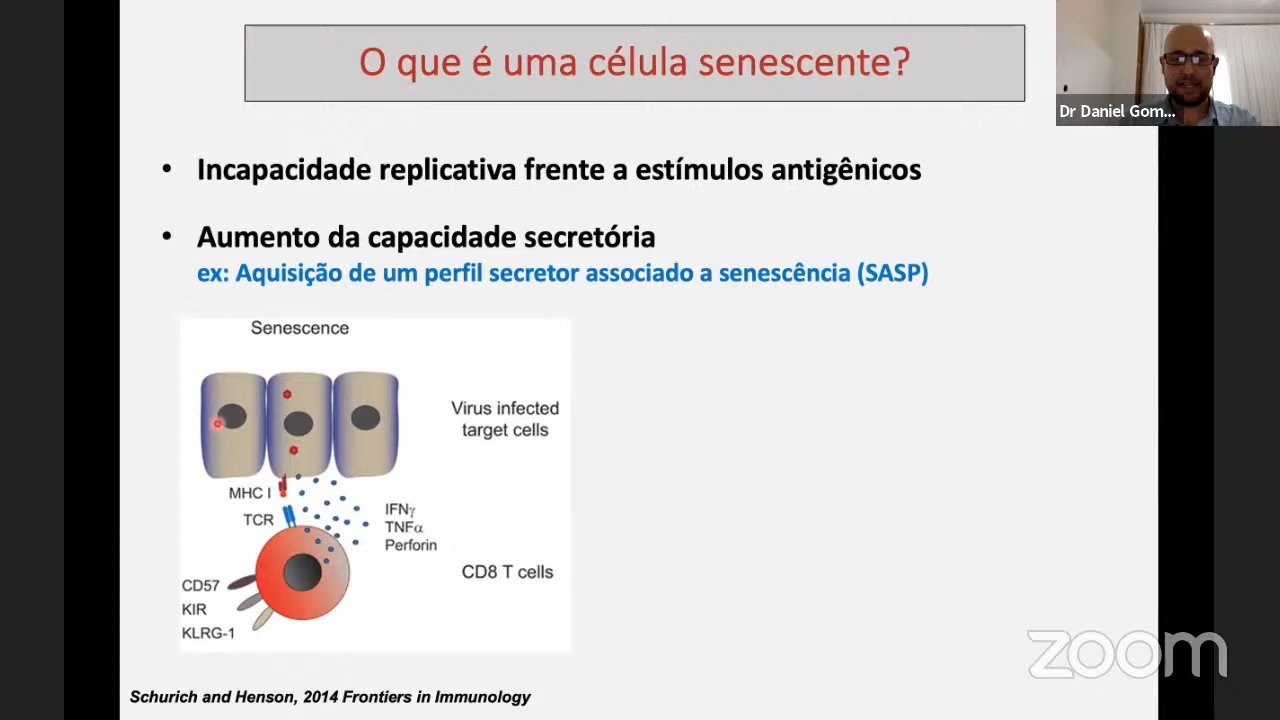 O que é uma célula senescente?
Dr Daniel Gom...
• Incapacidade replicativa frente a estímulos antigênicos
• Aumento da capacidade secretória
ex: Aquisição de um perfil secretor associado a senescência (SASP)
Senescence
Virus infected
target cells
MHC I
TCR
IFNγ
TNFα
Perforin
CD8 T cells
CD57
KIR
KLRG-1
zoom
Schurich and Henson, 2014 Frontiers in Immunology